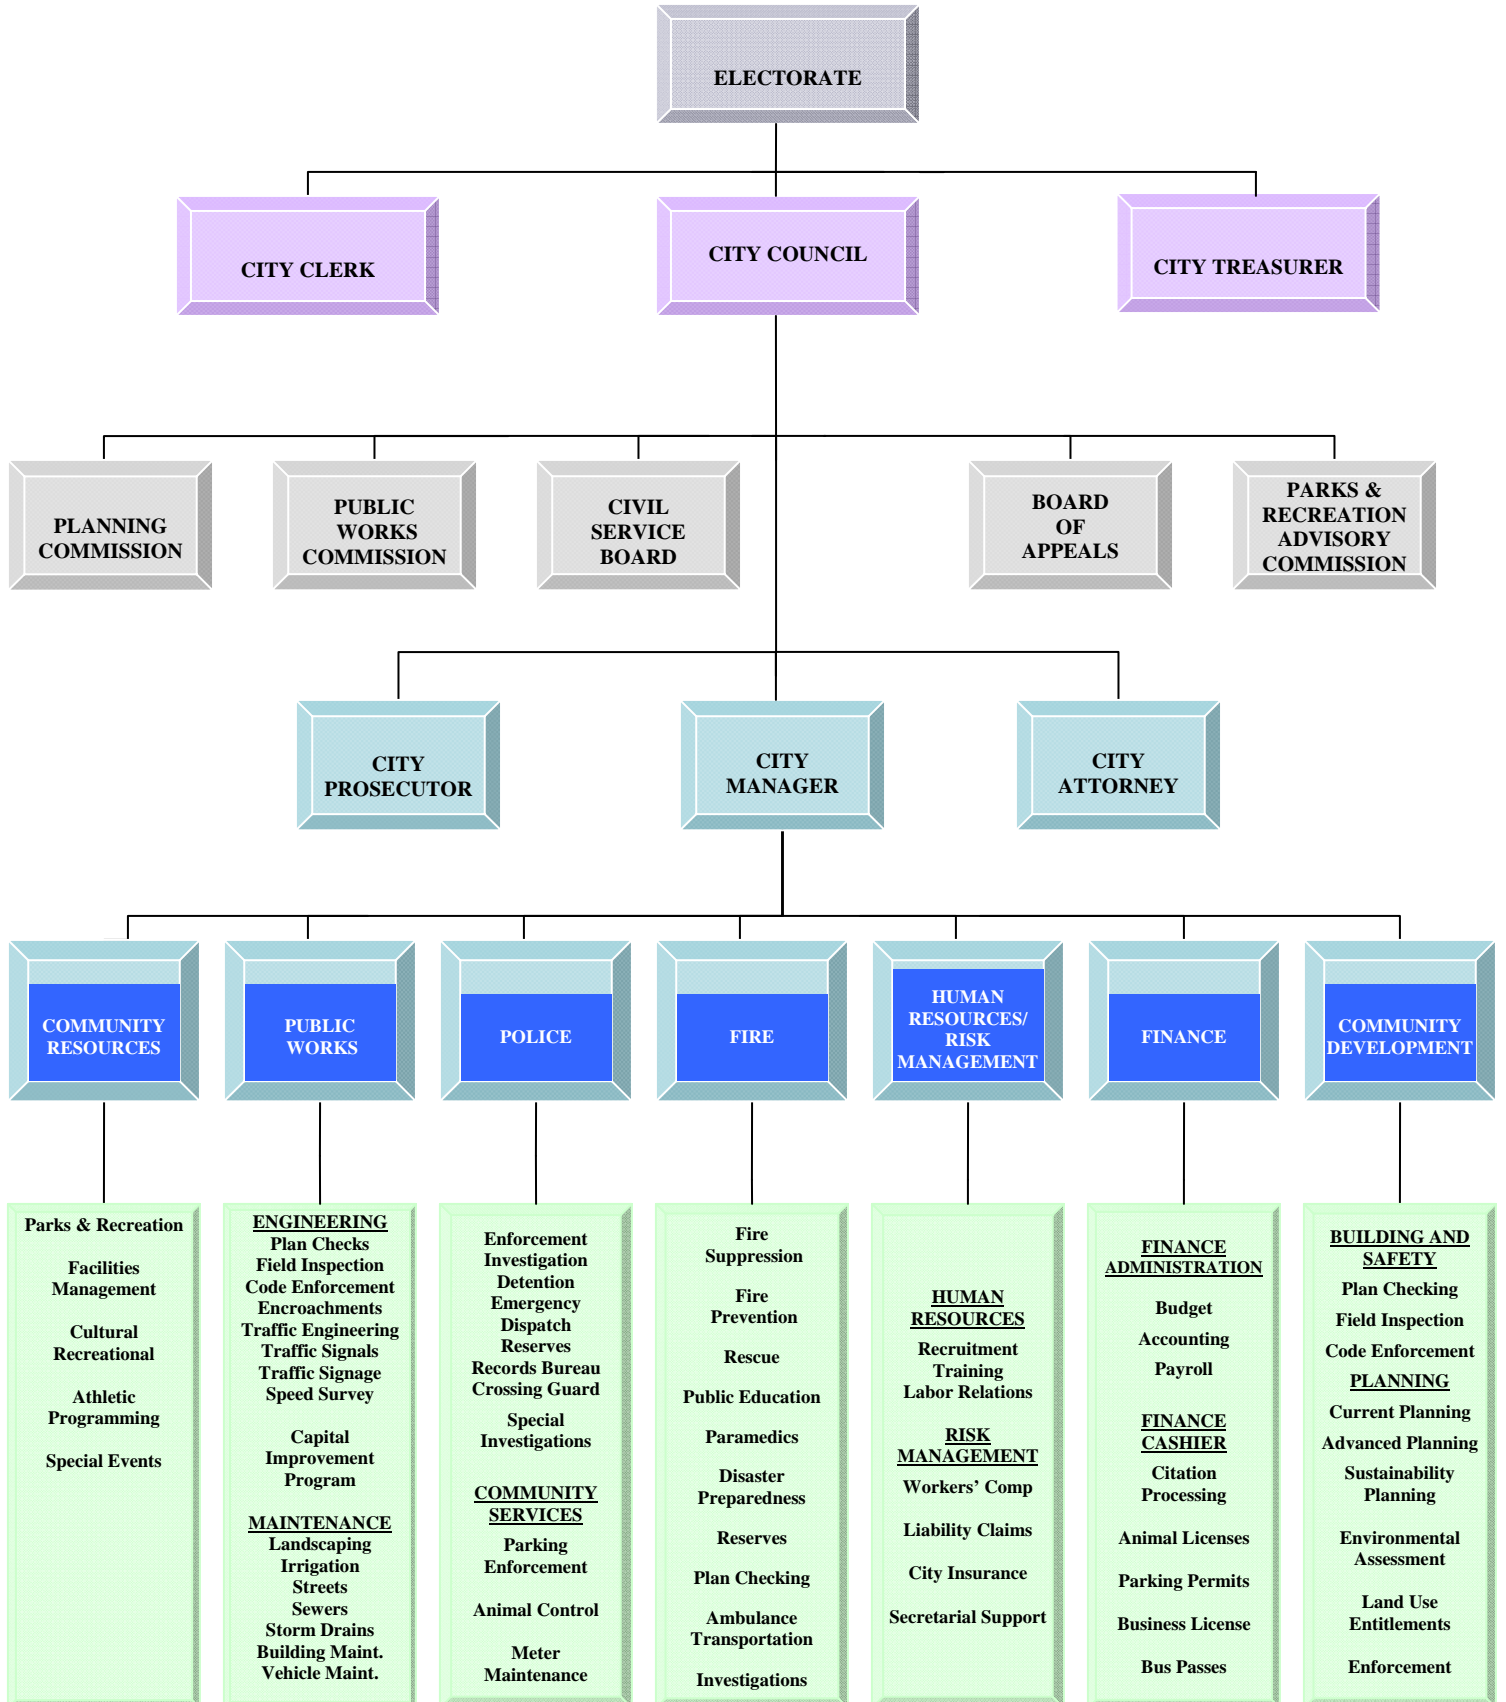 ELECTORATE
CITY CLERK
CITY COUNCIL
CITY TREASURER
PLANNING
COMMISSION
PUBLIC
WORKS
COMMISSION
CIVIL
SERVICE
BOARD
BOARD
OF
APPEALS
PARKS &
RECREATION
ADVISORY
COMMISSION
CITY
PROSECUTOR
CITY
MANAGER
CITY
ATTORNEY
COMMUNITY
RESOURCES
PUBLIC
WORKS
POLICE
FIRE
HUMAN
RESOURCES/
RISK
MANAGEMENT
FINANCE
COMMUNITY
DEVELOPMENT
Parks & Recreation
Facilities
Management
Cultural
Recreational
Athletic
Programming
Special Events
ENGINEERING
Plan Checks
Field Inspection
Code Enforcement
Encroachments
Traffic Engineering
Traffic Signals
Traffic Signage
Speed Survey
Capital
Improvement
Program
MAINTENANCE
Landscaping
Irrigation
Streets
Sewers
Storm Drains
Building Maint.
Vehicle Maint.
Enforcement
Investigation
Detention
Emergency
Dispatch
Reserves
Records Bureau
Crossing Guard
Special
Investigations
COMMUNITY
SERVICES
Parking
Enforcement
Animal Control
Meter
Maintenance
Fire
Suppression
Fire
Prevention
Rescue
Public Education
Paramedics
Disaster
Preparedness
Reserves
Plan Checking
Ambulance
Transportation
Investigations
HUMAN
RESOURCES
Recruitment
Training
Labor Relations
RISK
MANAGEMENT
Workers’ Comp
Liability Claims
City Insurance
Secretarial Support
FINANCE
ADMINISTRATION
Budget
Accounting
Payroll
FINANCE
CASHIER
Citation
Processing
Animal Licenses
Parking Permits
Business License
Bus Passes
BUILDING AND
SAFETY
Plan Checking
Field Inspection
Code Enforcement
PLANNING
Current Planning
Advanced Planning
Sustainability
Planning
Environmental
Assessment
Land Use
Entitlements
Enforcement